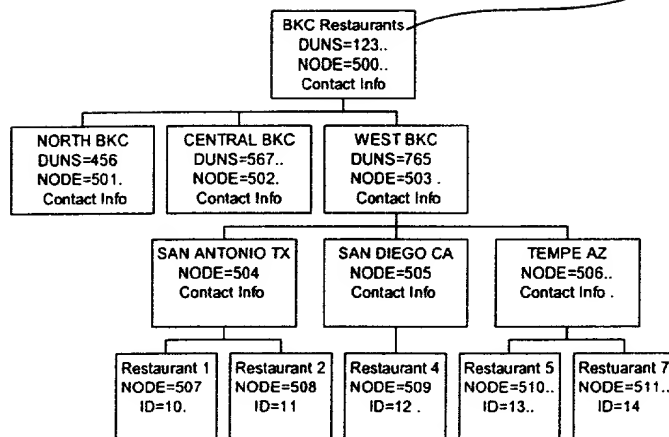 BKC Restaurants
DUNS=123..
NODE=500..
Contact Info
NORTH BKC
DUNS=456
NODE=501.
Contact Info
CENTRAL BKC
DUNS=567..
NODE=502.
Contact Info
WEST BKC
DUNS=765
NODE=503 .
Contact Info
SAN ANTONIO TX
NODE=504
Contact Info
SAN DIEGO CA
NODE=505
Contact Info
TEMPE AZ
NODE=506..
Contact Info .
Restaurant 1
NODE=507
ID=10.
Restaurant 2
NODE=508
ID=11
Restaurant 4
NODE=509
ID=12 .
Restaurant 5
NODE=510..
ID=13..
Restuarant 7
NODE=511..
ID=14